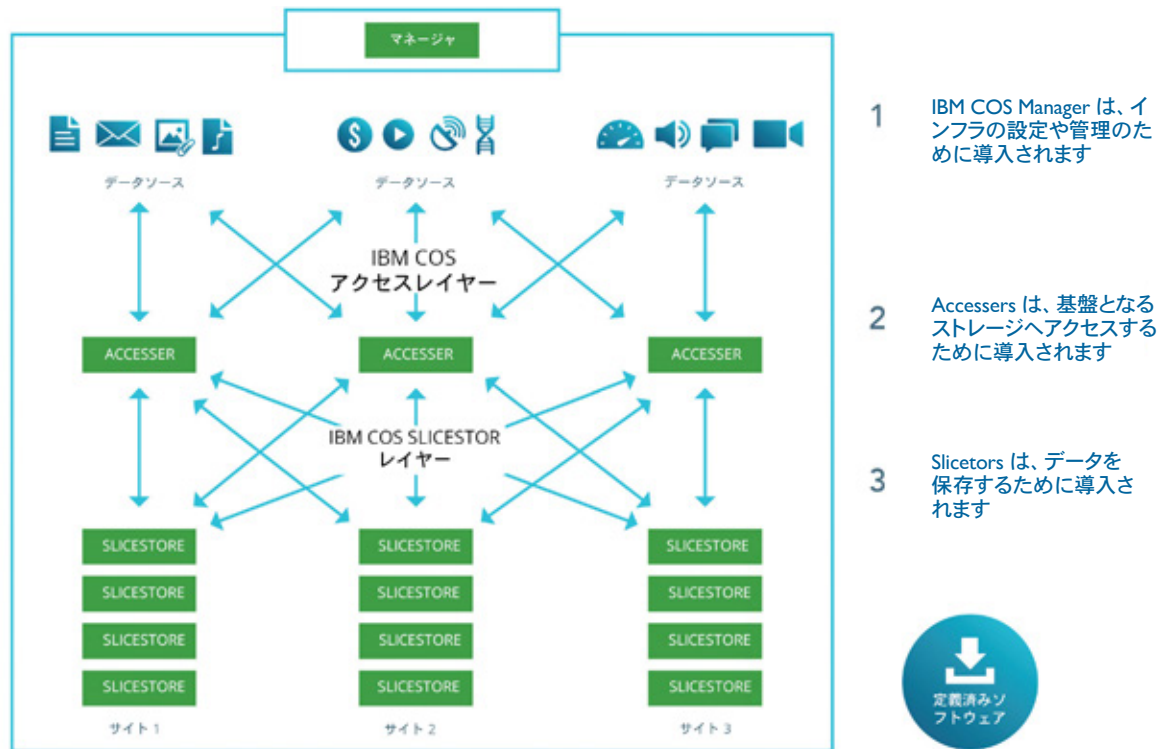 マネージャ
データソース
データソース
データソース
IBM COS
アクセスレイヤー
ACCESSER
ACCESSER
ACCESSER
IBM COS SLICESTOR
レイヤー
SLICESTORE
SLICESTORE
SLICESTORE
SLICESTORE
SLICESTORE
SLICESTORE
SLICESTORE
SLICESTORE
SLICESTORE
SLICESTORE
SLICESTORE
SLICESTORE
サイト 1
サイト 2
サイト 3
1
IBM COS Manager は、イ
ンフラの設定や管理のた
めに導入されます
2
Accessers は、基盤となる
ストレージへアクセスする
ために導入されます
3
Slicetors は、データを
保存するために導入さ
れます
定義済みソ
フトウェア